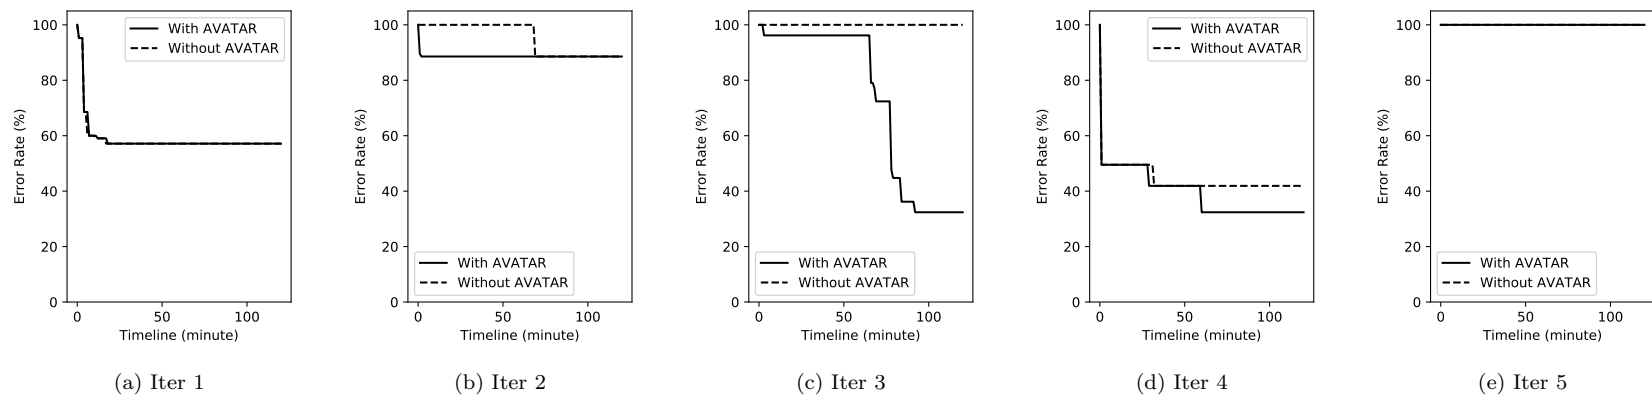 100
80
60
40
20
0
Error Rate (%)
With AVATAR
Without AVATAR
0
50
100
Timeline (minute)
(a) Iter 1
100
80
60
40
20
0
Error Rate (%)
With AVATAR
Without AVATAR
0
50
100
Timeline (minute)
(b) Iter 2
100
80
60
40
20
0
Error Rate (%)
With AVATAR
Without AVATAR
0
50
100
Timeline (minute)
(c) Iter 3
100
80
60
40
20
0
Error Rate (%)
With AVATAR
Without AVATAR
0
50
100
Timeline (minute)
(d) Iter 4
100
80
60
40
20
0
Error Rate (%)
With AVATAR
Without AVATAR
0
50
100
Timeline (minute)
(e) Iter 5